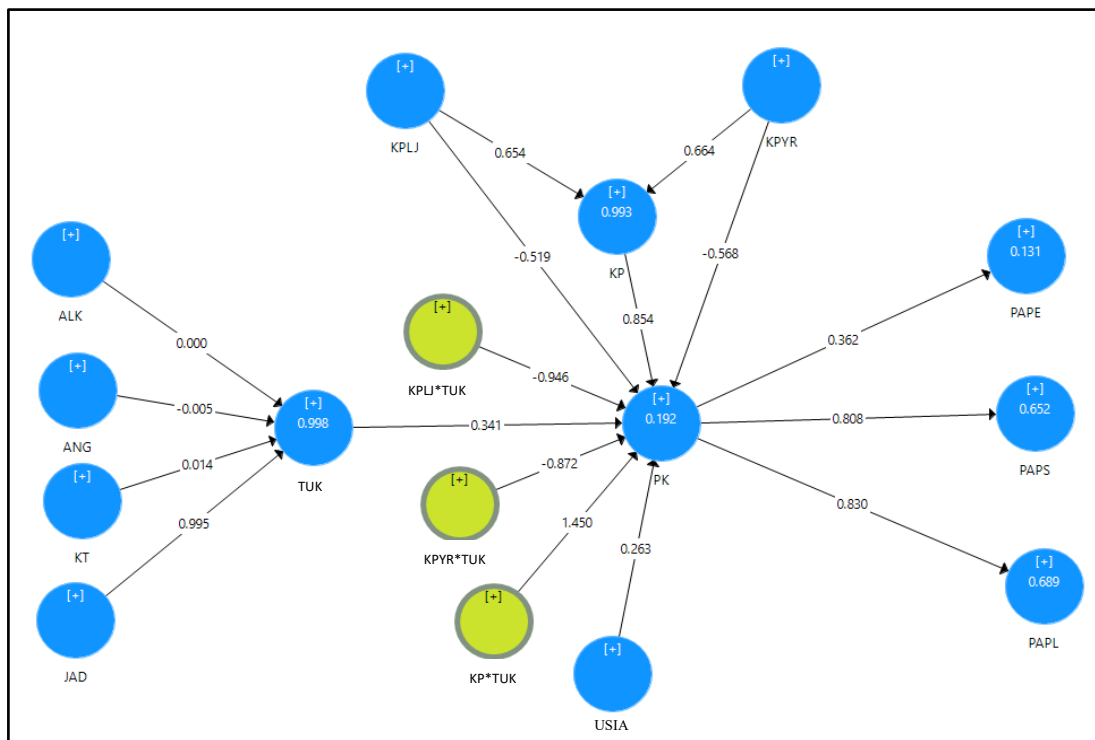 [+]
KPLJ
[+]
KPYR
0.654
0.664
[+]
0.993
KP
-0.519
-0.568
0.854
[+]
ALK
0.000
[+]
ANG
-0.005
[+]
KT
0.014
[+]
JAD
0.995
[+]
0.998
TUK
0.341
[+]
KPLJ*TUK
-0.946
[+]
KPYR*TUK
-0.872
[+]
KP*TUK
1.450
[+]
USIA
0.263
[+]
0.192
PK
0.362
[+]
0.131
PAPE
0.808
[+]
0.652
PAPS
0.830
[+]
0.689
PAPL